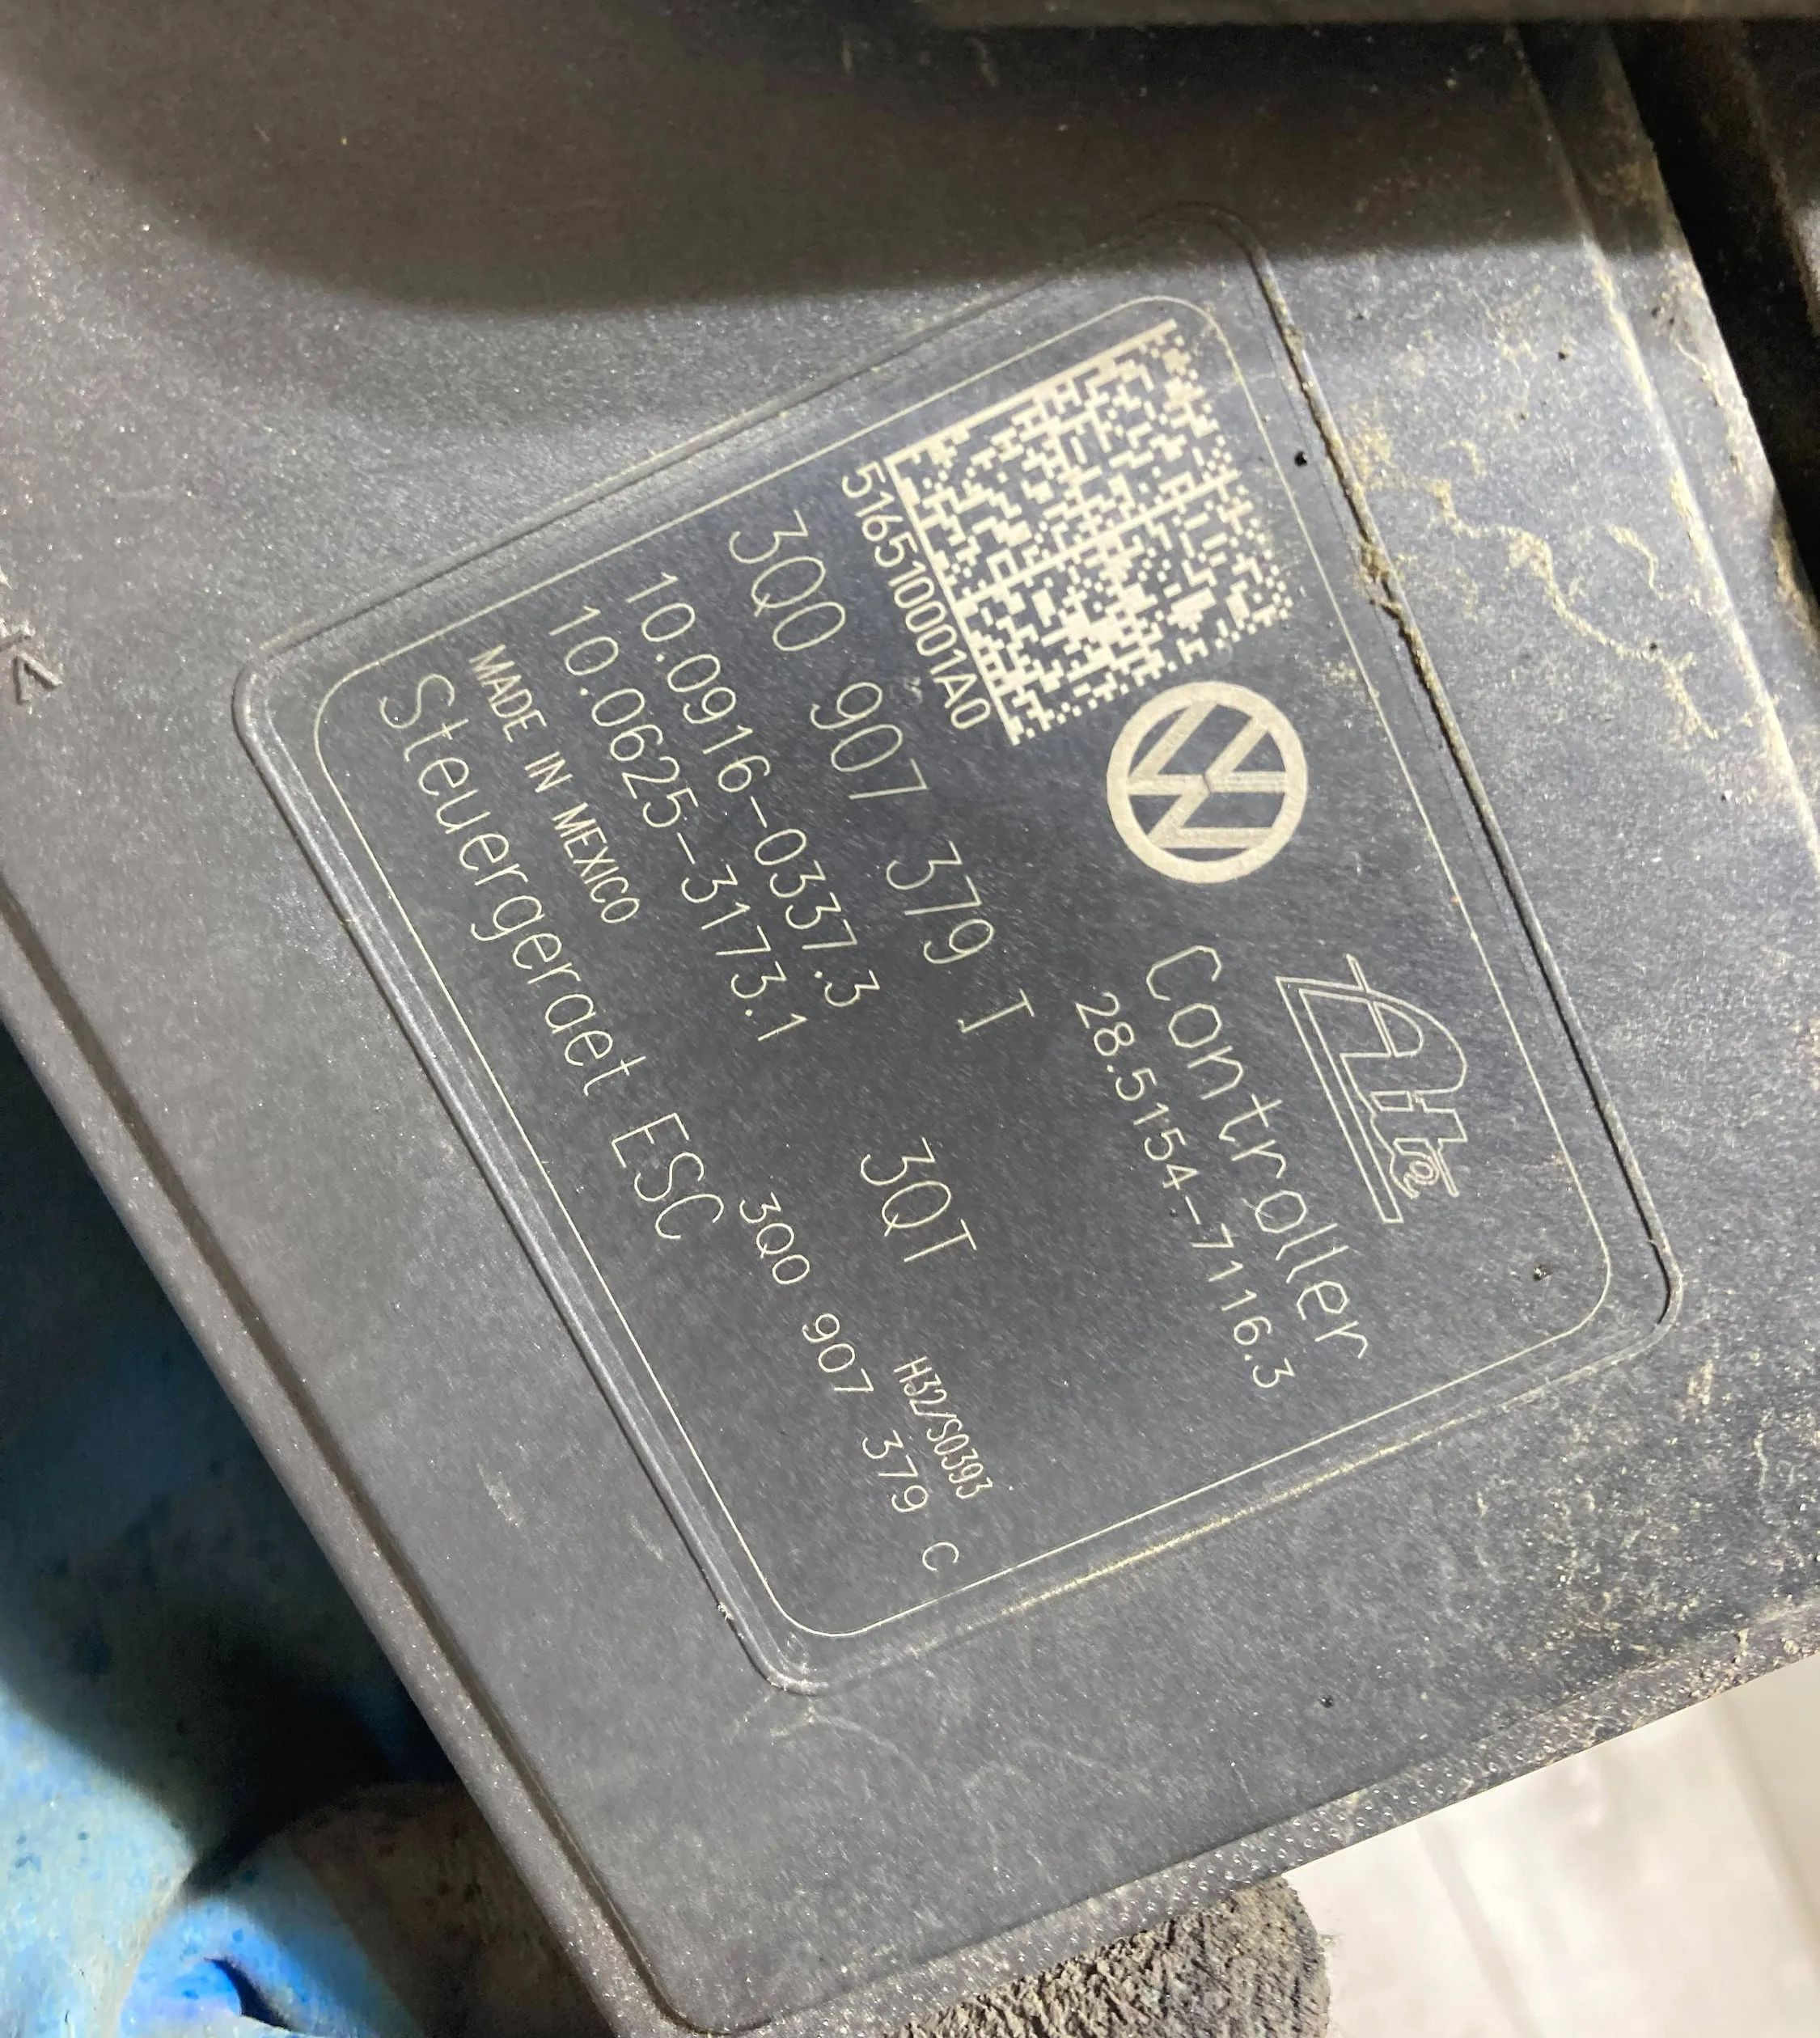 Ate
Controller
28.5154-7116.3
5165100001A0
3Q0 907 379 I
3QT
H32/S0393
10.0916-0337.3
10.0625-3173.1
3Q0 907 379 C
MADE IN MEXICO
Steuergeraet ESC